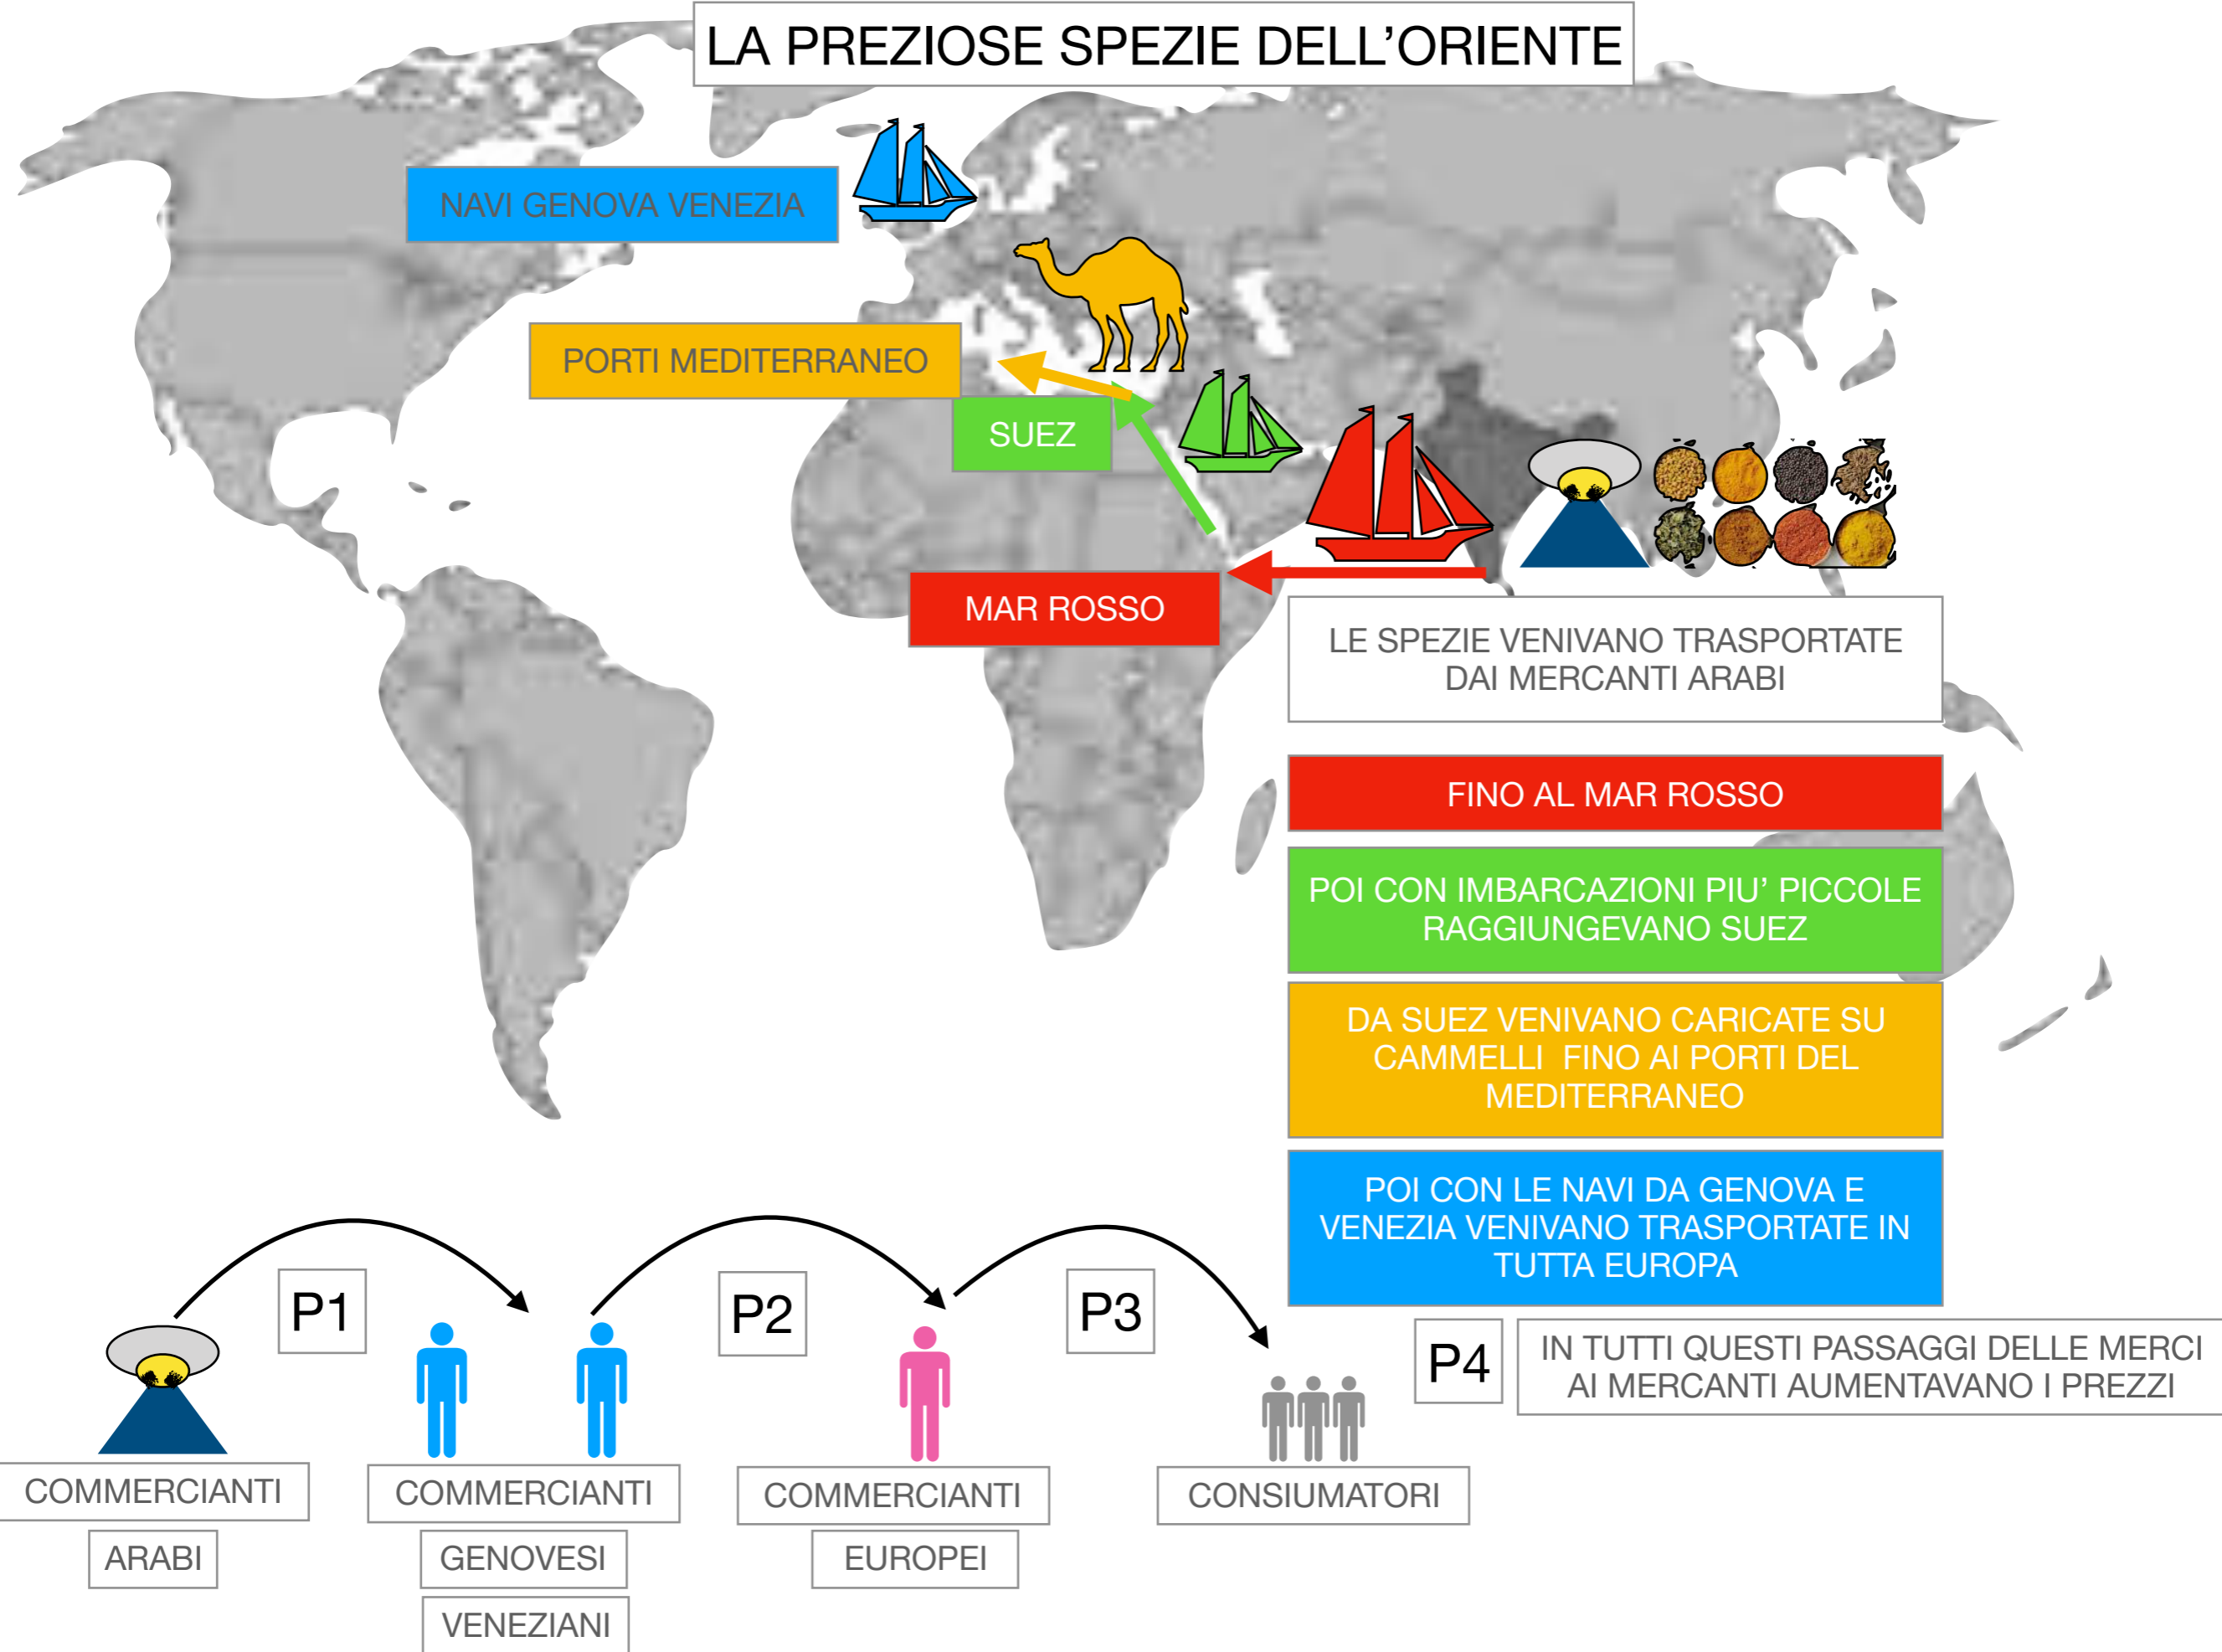 LA PREZIOSE SPEZIE DELL'ORIENTE
NAVI GENOVA VENEZIA
PORTI MEDITERRANEO
SUEZ
MAR ROSSO
LE SPEZIE VENIVANO TRASPORTATE
DAI MERCANTI ARABI
FINO AL MAR ROSSO
POI CON IMBARCAZIONI PIU' PICCOLE
RAGGIUNGEVANO SUEZ
DA SUEZ VENIVANO CARICATE SU
CAMMELLI FINO AI PORTI DEL
MEDITERRANEO
POI CON LE NAVI DA GENOVA E
VENEZIA VENIVANO TRASPORTATE IN
TUTTA EUROPA
P1
P2
P3
P4
IN TUTTI QUESTI PASSAGGI DELLE MERCI
AI MERCANTI AUMENTAVANO I PREZZI
COMMERCIANTI
ARABI
COMMERCIANTI
GENOVESI
VENEZIANI
COMMERCIANTI
EUROPEI
CONSIUMATORI